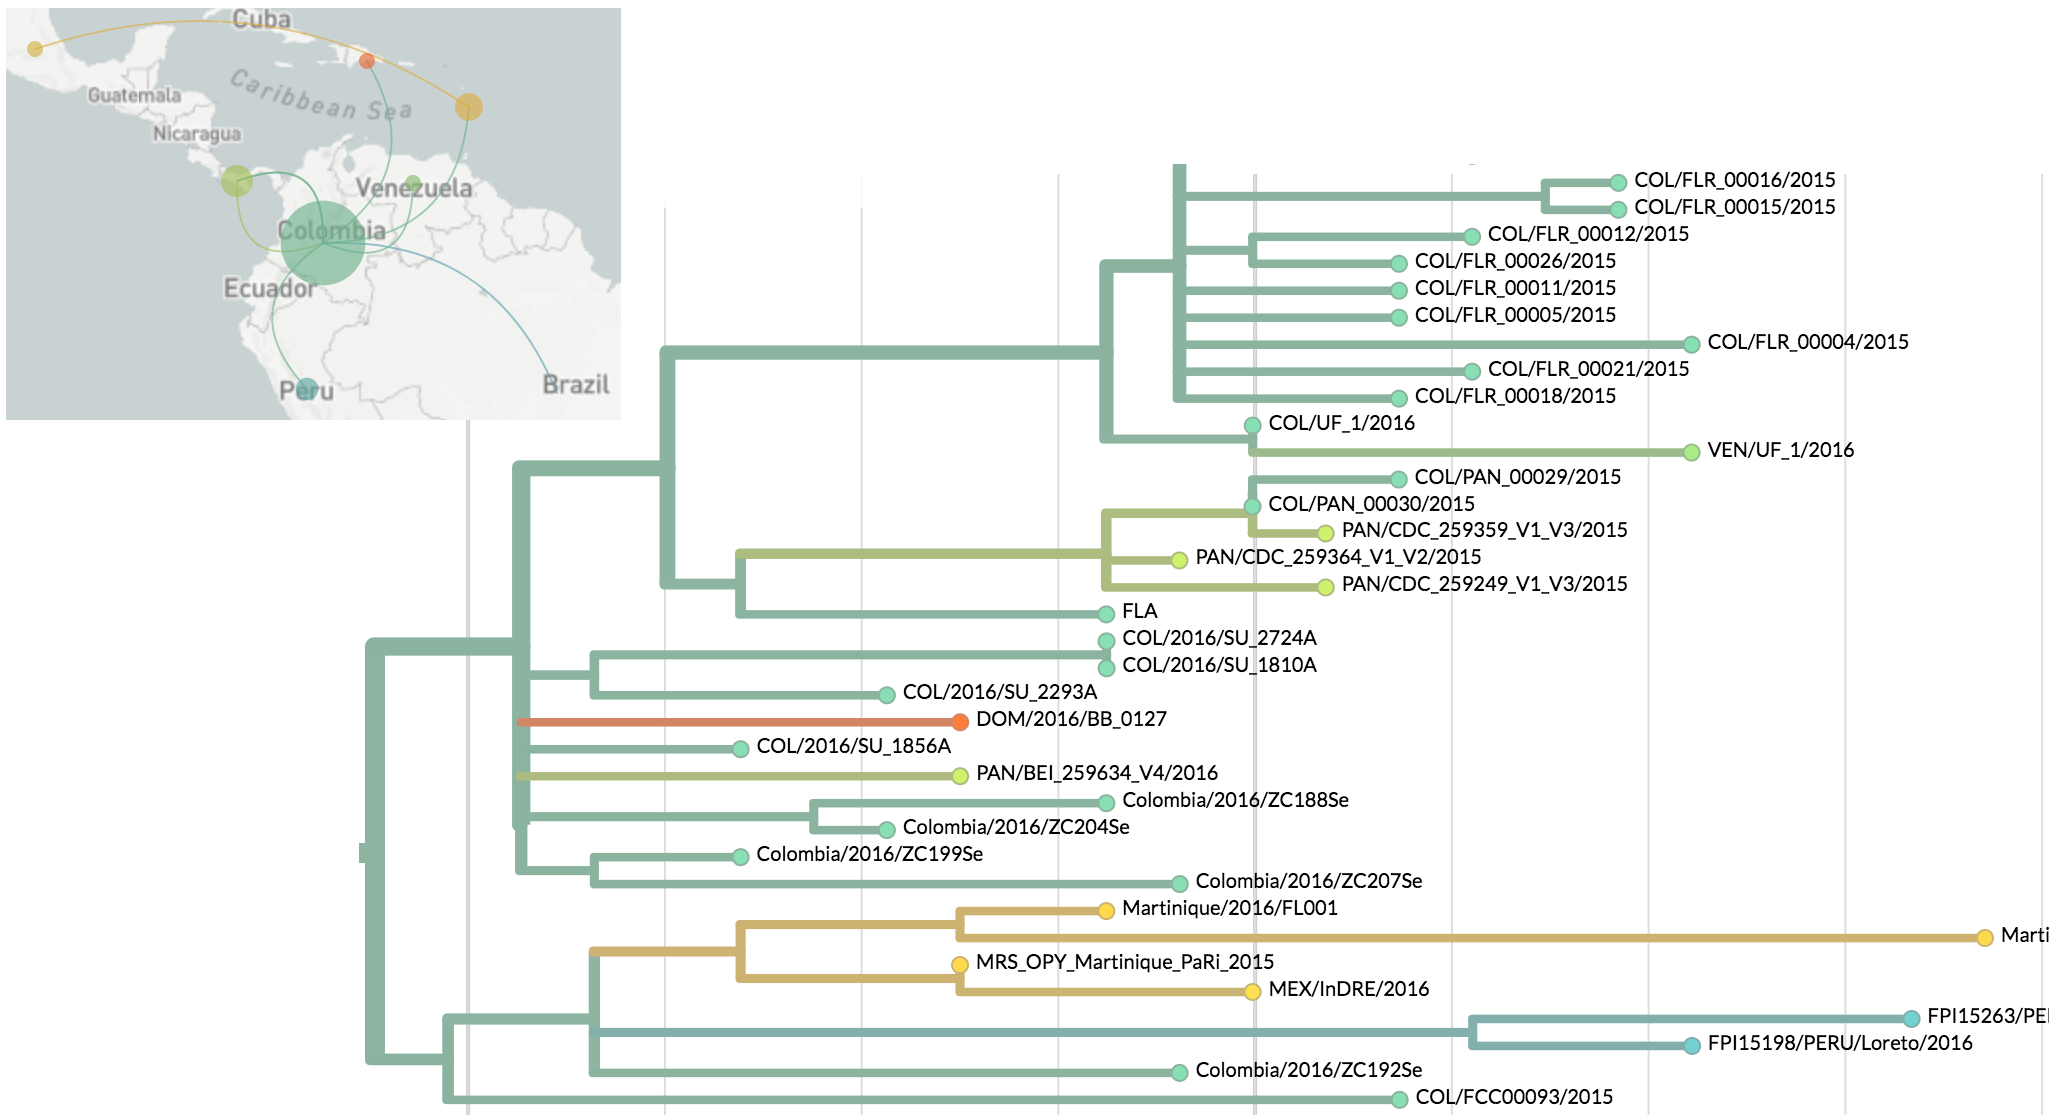 Cuba
Caribbean Sea
Guatemala
Nicaragua
Venezuela
Colombia
Ecuador
Peru
Brazil
COL/FLR_00016/2015
COL/FLR_00015/2015
COL/FLR_00012/2015
COL/FLR_00026/2015
COL/FLR_00011/2015
COL/FLR_00005/2015
COL/FLR_00004/2015
COL/FLR_00021/2015
COL/FLR_00018/2015
COL/UF_1/2016
VEN/UF_1/2016
COL/PAN_00029/2015
COL/PAN_00030/2015
PAN/CDC_259359_V1_V3/2015
PAN/CDC_259364_V1_V2/2015
PAN/CDC_259249_V1_V3/2015
FLA
COL/2016/SU_2724A
COL/2016/SU_1810A
COL/2016/SU_2293A
DOM/2016/BB_0127
COL/2016/SU_1856A
PAN/BEI_259634_V4/2016
Colombia/2016/ZC188Se
Colombia/2016/ZC204Se
Colombia/2016/ZC199Se
Colombia/2016/ZC207Se
Martinique/2016/FL001
Marti
MRS_OPY_Martinique_PaRi_2015
MEX/InDRE/2016
FPI15263/PE
FPI15198/PERU/Loreto/2016
Colombia/2016/ZC192Se
COL/FCC00093/2015